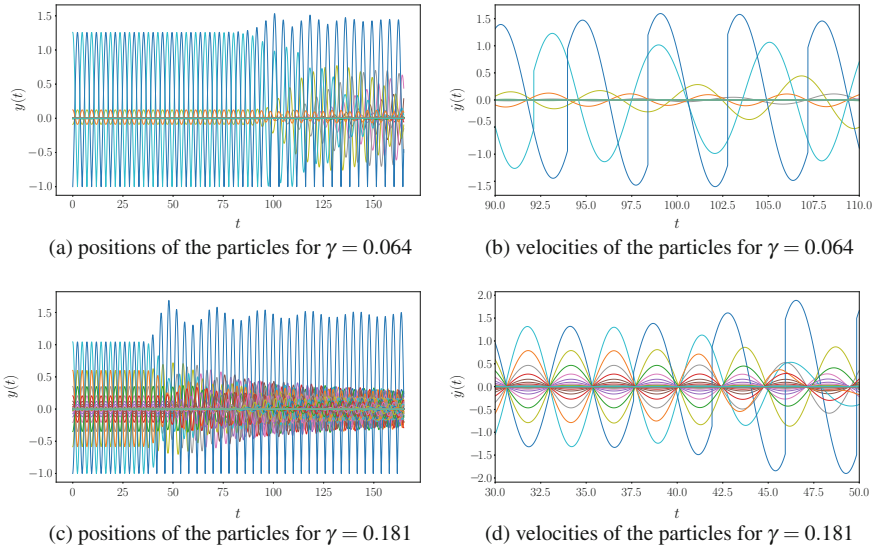 1.5
1.0
0.5
0.0
−0.5
−1.0
y(t)
0 25 50 75 100 125 150
t
(a) positions of the particles for γ = 0.064
1.5
1.0
0.5
0.0
−0.5
−1.0
−1.5
ẏ(t)
90.0 92.5 95.0 97.5 100.0 102.5 105.0 107.5 110.0
t
(b) velocities of the particles for γ = 0.064
1.5
1.0
0.5
0.0
−0.5
−1.0
y(t)
0 25 50 75 100 125 150
t
(c) positions of the particles for γ = 0.181
2.0
1.5
1.0
0.5
0.0
−0.5
−1.0
−1.5
−2.0
ẏ(t)
30.0 32.5 35.0 37.5 40.0 42.5 45.0 47.5 50.0
t
(d) velocities of the particles for γ = 0.181